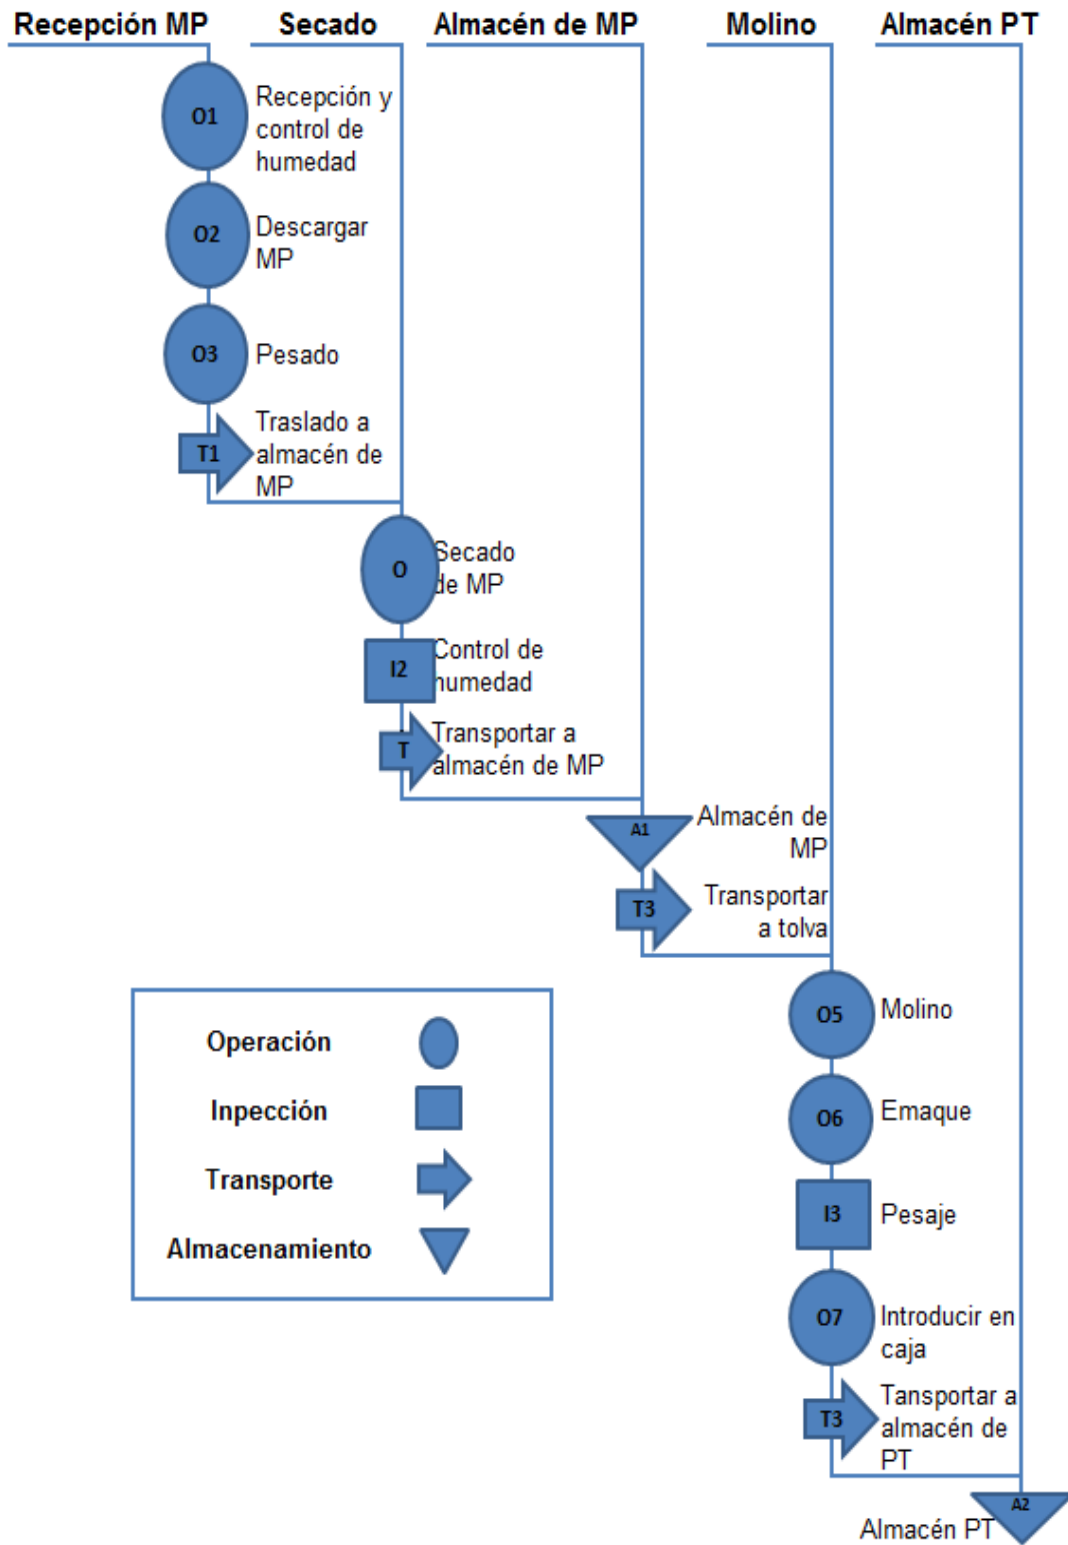 Recepción MP
Secado
Almacén de MP
Molino
Almacén PT
O1
Recepción y
control de
humedad
O2
Descargar
MP
O3
Pesado
T1
Traslado a
almacén de
MP
O
Secado
de MP
I2
Control de
humedad
T
Transportar a
almacén de MP
A1
Almacén de
MP
T3
Transportar
a tolva
O5
Molino
O6
Emaque
I3
Pesaje
O7
Introducir en
caja
T3
Tansportar a
almacén de
PT
A2
Almacén PT
Operación
Inpección
Transporte
Almacenamiento